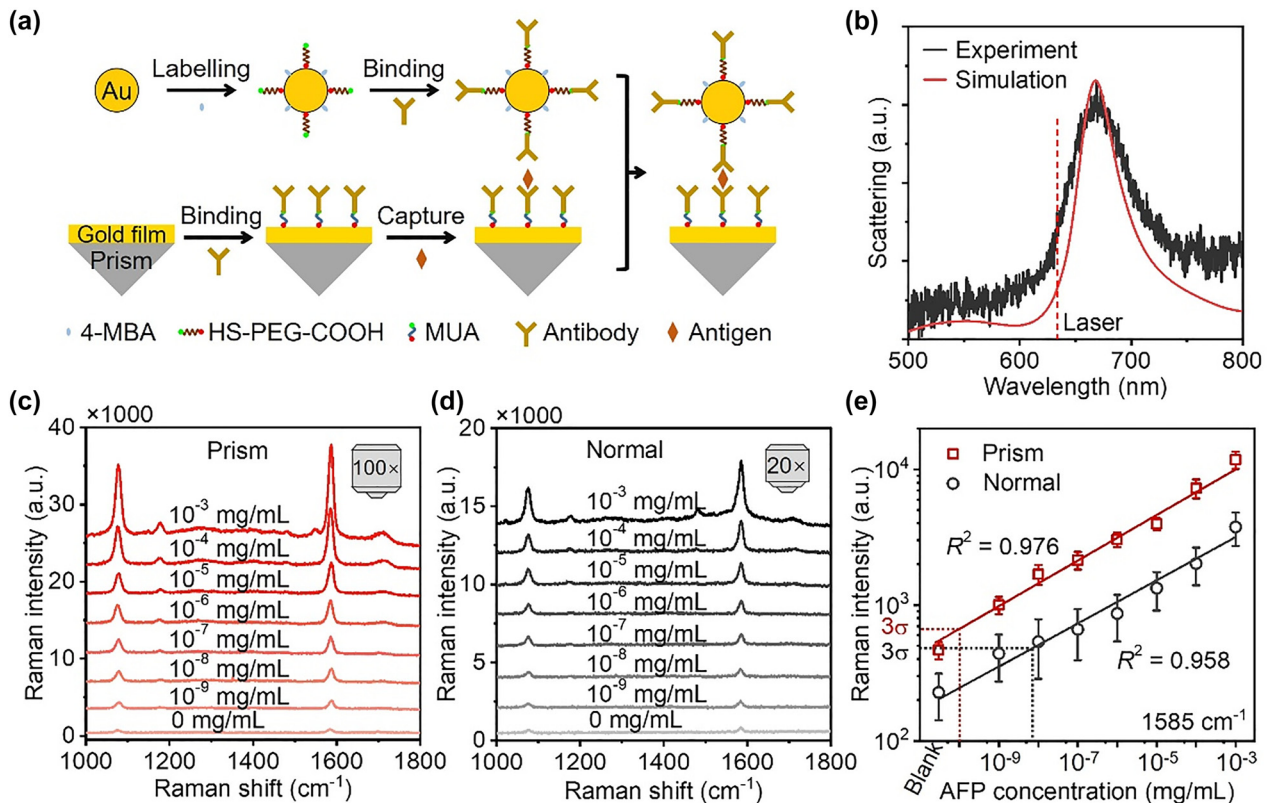 (a)
Au
Labelling
Binding
Gold film
Prism
Binding
Capture
4-MBA
HS-PEG-COOH
MUA
Antibody
Antigen
(b)
Experiment
Simulation
Laser
Scattering (a.u.)
500 600 700 800
Wavelength (nm)
(c)
×1000
Prism
100×
40
30
20
10
0
10⁻³ mg/mL
10⁻⁴ mg/mL
10⁻⁵ mg/mL
10⁻⁶ mg/mL
10⁻⁷ mg/mL
10⁻⁸ mg/mL
10⁻⁹ mg/mL
0 mg/mL
Raman intensity (a.u.)
1000 1200 1400 1600 1800
Raman shift (cm⁻¹)
(d)
×1000
Normal
20×
20
15
10
5
0
10⁻³ mg/mL
10⁻⁴ mg/mL
10⁻⁵ mg/mL
10⁻⁶ mg/mL
10⁻⁷ mg/mL
10⁻⁸ mg/mL
10⁻⁹ mg/mL
0 mg/mL
Raman intensity (a.u.)
1000 1200 1400 1600 1800
Raman shift (cm⁻¹)
(e)
Prism
Normal
R² = 0.976
R² = 0.958
1585 cm⁻¹
10⁴
10³
3σ
3σ
10²
Raman intensity (a.u.)
Blank 10⁻⁹ 10⁻⁷ 10⁻⁵ 10⁻³
AFP concentration (mg/mL)